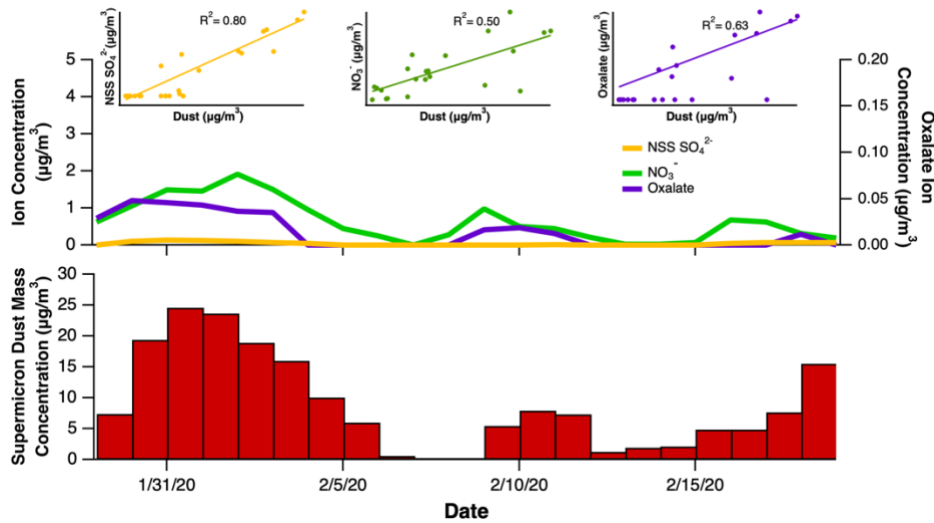 R²= 0.80
R²= 0.50
R²= 0.63
NSS SO₄²⁻(µg/m³)
NO₃⁻ (µg/m³)
Oxalate (µg/m³)
Dust (µg/m³)
Dust (µg/m³)
Dust (µg/m³)
Ion Concentration
(µg/m³)
5
4
3
2
1
0
0.20
0.15
0.10
0.05
0.00
Oxalate Ion
Concentration (µg/m³)
NSS SO₄²⁻
NO₃⁻
Oxalate
Supermicron Dust Mass
Concentration (µg/m³)
30
25
20
15
10
5
0
1/31/20
2/5/20
2/10/20
2/15/20
Date